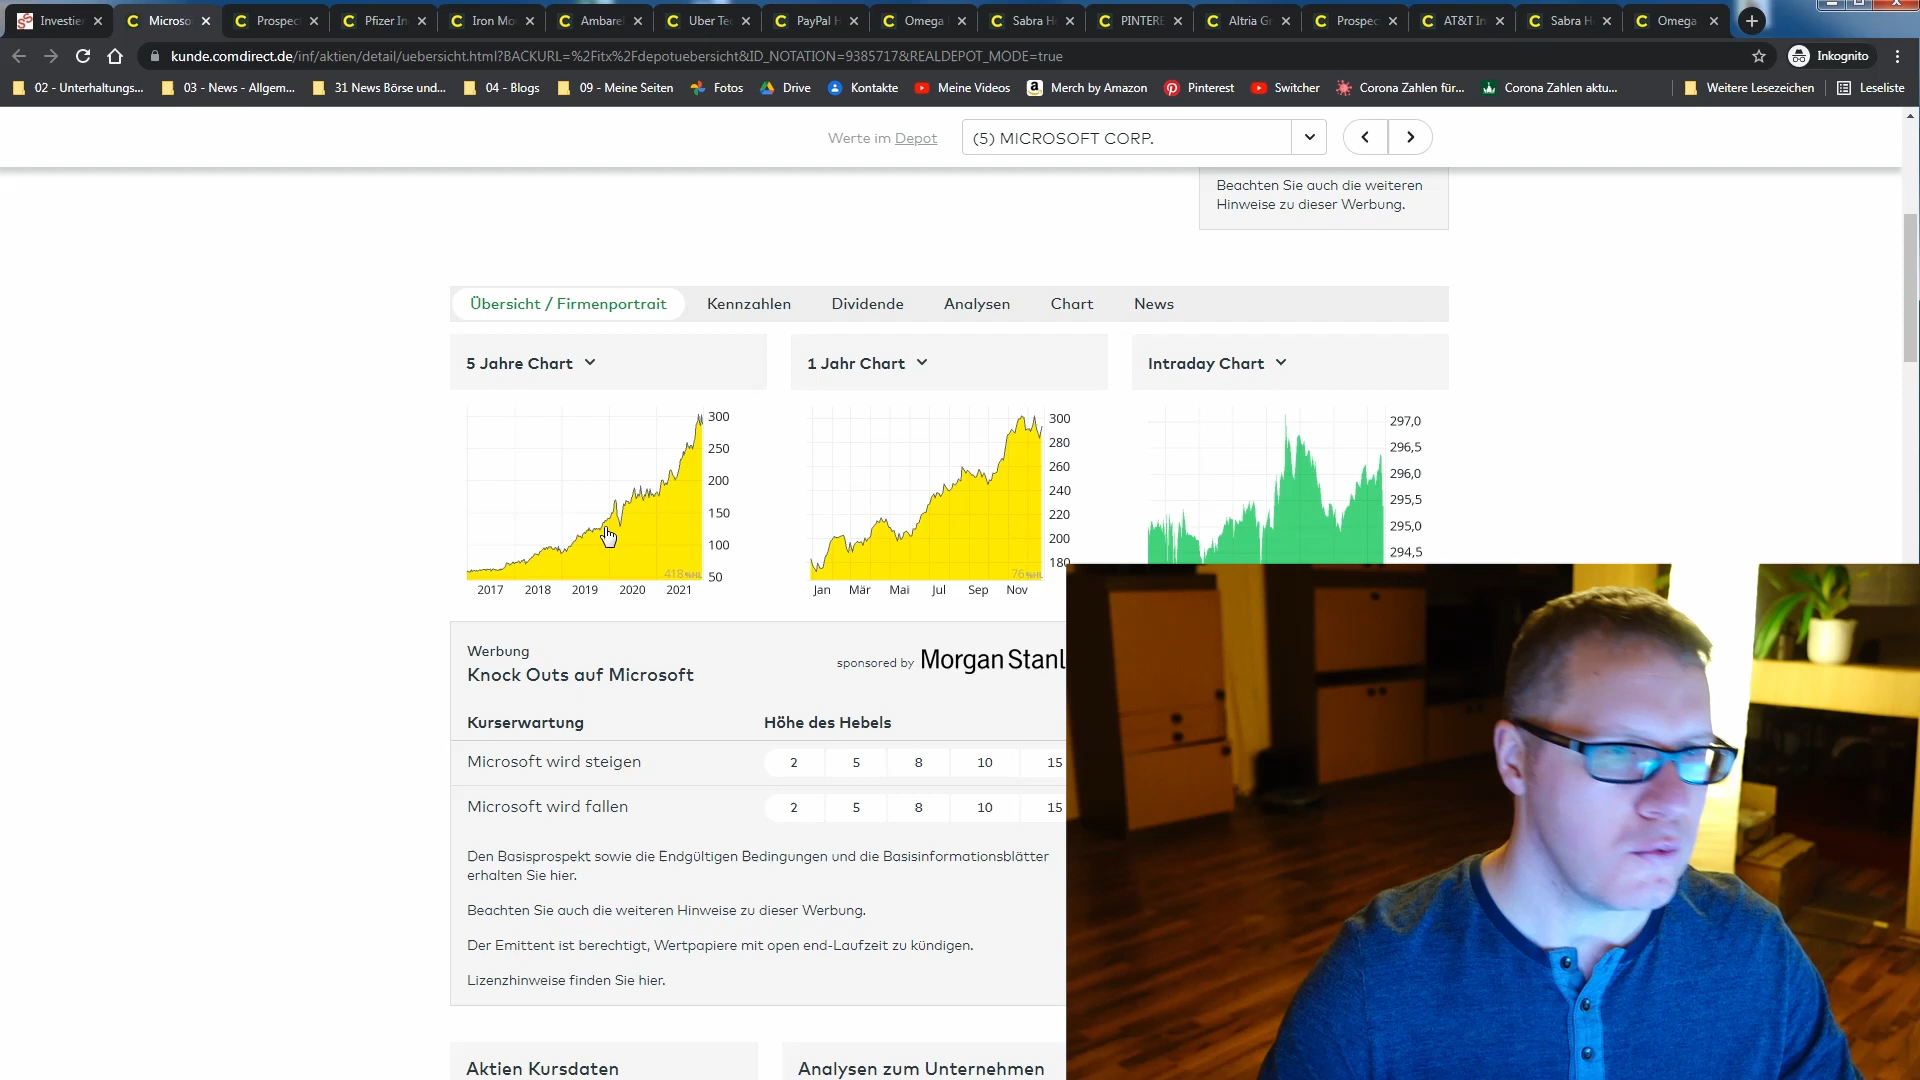 Investie
Microso
Prospec
Pfizer In
Iron Mo
Ambarel
Uber Te
PayPal H
Omega
Sabra H
PINTERE
Altria Gr
Prospec
AT&T In
Sabra H
Omega
kunde.comdirect.de/inf/aktien/detail/uebersicht.html?BACKURL=%2Fitx%2Fdepotuebersicht&ID_NOTATION=9385717&REALDEPOT_MODE=true
Inkognito
02 - Unterhaltungs...
03 - News - Allgem...
31 News Börse und...
04 - Blogs
09 - Meine Seiten
Fotos
Drive
Kontakte
Meine Videos
Merch by Amazon
Pinterest
Switcher
Corona Zahlen für...
Corona Zahlen aktu...
Weitere Lesezeichen
Leseliste
Werte im Depot
(5) MICROSOFT CORP.
Beachten Sie auch die weiteren
Hinweise zu dieser Werbung.
Übersicht / Firmenportrait
Kennzahlen
Dividende
Analysen
Chart
News
5 Jahre Chart
1 Jahr Chart
Intraday Chart
300
250
200
150
100
50
2017 2018 2019 2020 2021
300
280
260
240
220
200
180
Jan Mär Mai Jul Sep Nov
297,0
296,5
296,0
295,5
295,0
294,5
Werbung
Knock Outs auf Microsoft
sponsored by Morgan Stanl
Kurserwartung Höhe des Hebels
Microsoft wird steigen 2 5 8 10 15
Microsoft wird fallen 2 5 8 10 15
Den Basisprospekt sowie die Endgültigen Bedingungen und die Basisinformationsblätter
erhalten Sie hier.
Beachten Sie auch die weiteren Hinweise zu dieser Werbung.
Der Emittent ist berechtigt, Wertpapiere mit open end-Laufzeit zu kündigen.
Lizenzhinweise finden Sie hier.
Aktien Kursdaten
Analysen zum Unternehmen